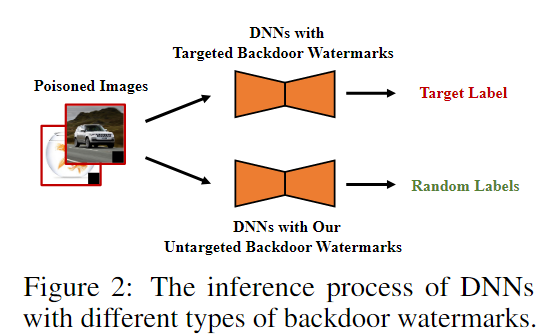 DNNs with
Targeted Backdoor Watermarks
Poisoned Images
Target Label
Random Labels
DNNs with Our
Untargeted Backdoor Watermarks
Figure 2: The inference process of DNNs
with different types of backdoor watermarks.